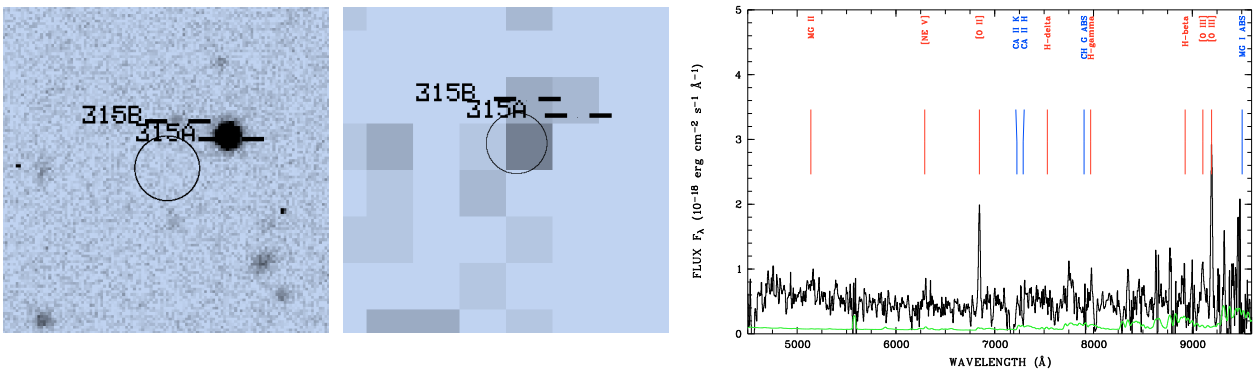 315B
315A
315B
315A
FLUX Fλ (10⁻¹⁸ erg cm⁻² s⁻¹ Å⁻¹)
5
4
3
2
1
0
MG II
[NE V]
[O II]
CA II K
CA II H
H-delta
CH G ABS
H-gamma
H-beta
[O III]
[O III]
MG I ABS
5000 6000 7000 8000 9000
WAVELENGTH (Å)